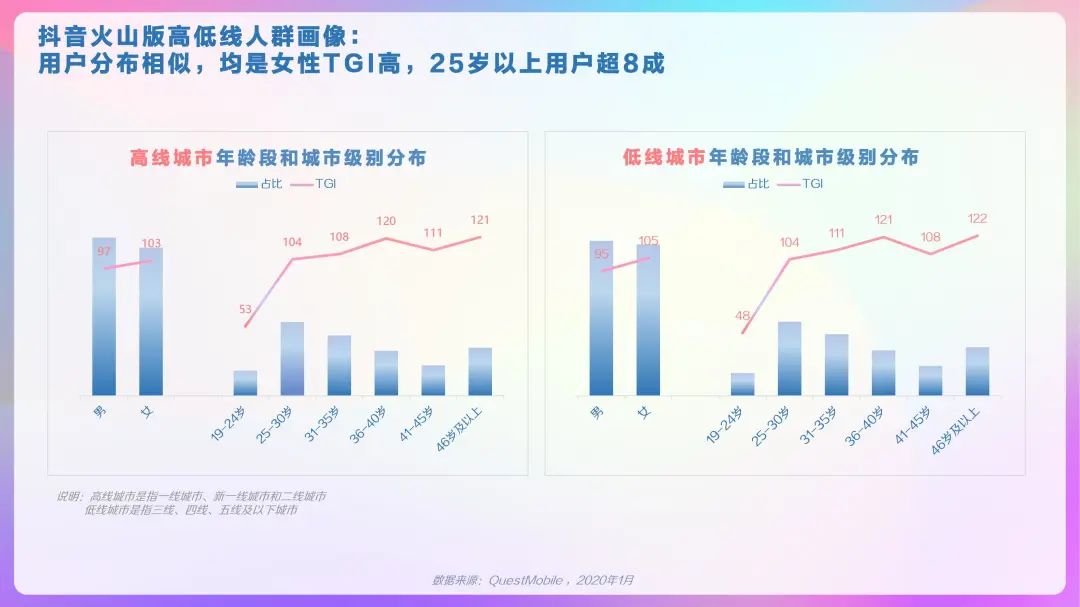 抖音火山版高低线人群画像：
用户分布相似，均是女性TGI高，25岁以上用户超8成
高线城市年龄段和城市级别分布
占比 TGI
97 103 53 104 108 120 111 121
男 女 19-24岁 25-30岁 31-35岁 36-40岁 41-45岁 46岁及以上
低线城市年龄段和城市级别分布
占比 TGI
95 105 48 104 111 121 108 122
男 女 19-24岁 25-30岁 31-35岁 36-40岁 41-45岁 46岁及以上
说明：高线城市是指一线城市、新一线城市和二线城市
低线城市是指三线、四线、五线及以下城市
数据来源：QuestMobile ，2020年1月